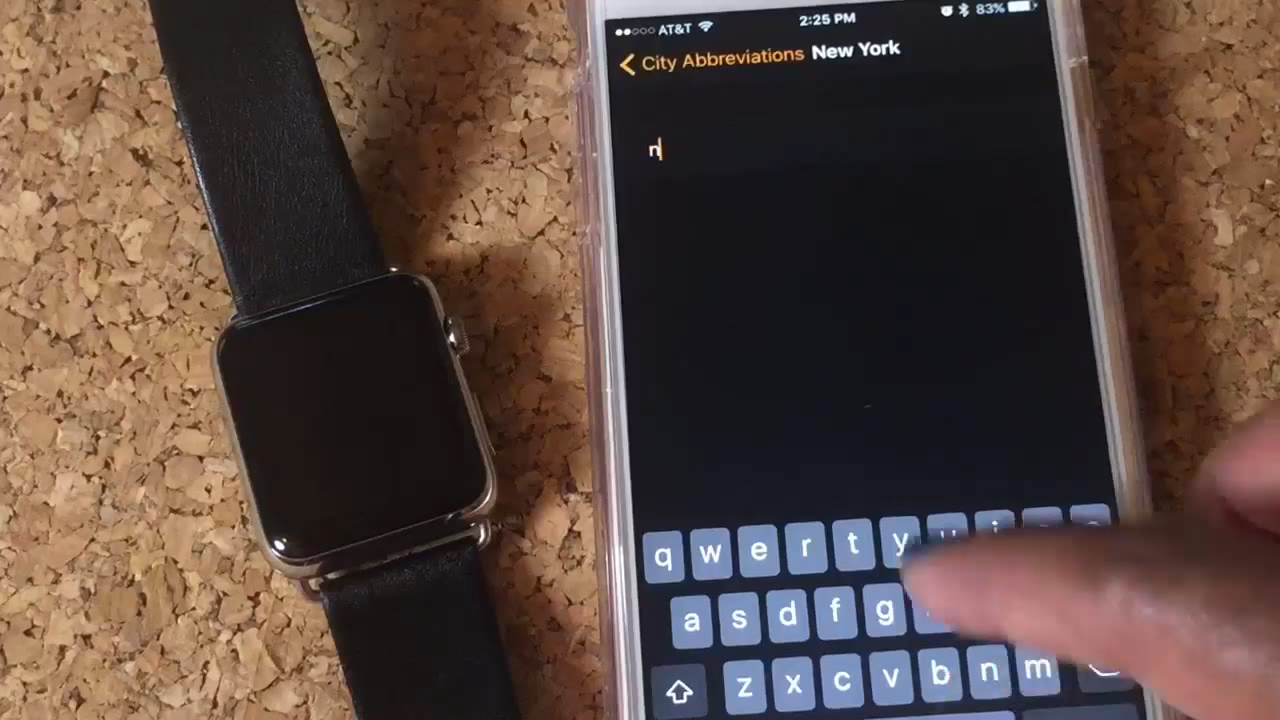 AT&T 2:25 PM 83%
City Abbreviations New York
n
q w e r t y
a s d f g
z x c v b n m